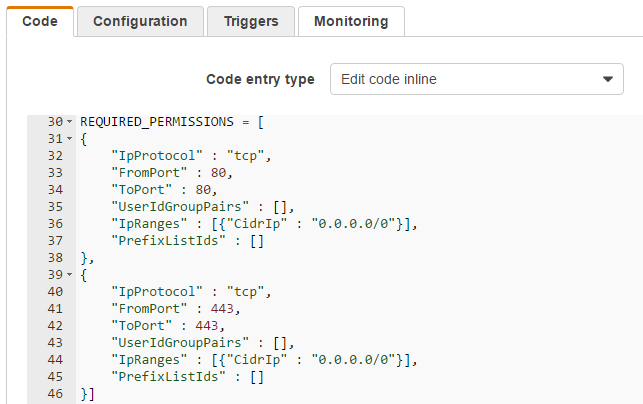 Code Configuration Triggers Monitoring
Code entry type Edit code inline
30 REQUIRED_PERMISSIONS = [
31 {
32 "IpProtocol" : "tcp",
33 "FromPort" : 80,
34 "ToPort" : 80,
35 "UserIdGroupPairs" : [],
36 "IpRanges" : [{"CidrIp" : "0.0.0.0/0"}],
37 "PrefixListIds" : []
38 },
39 {
40 "IpProtocol" : "tcp",
41 "FromPort" : 443,
42 "ToPort" : 443,
43 "UserIdGroupPairs" : [],
44 "IpRanges" : [{"CidrIp" : "0.0.0.0/0"}],
45 "PrefixListIds" : []
46 }]